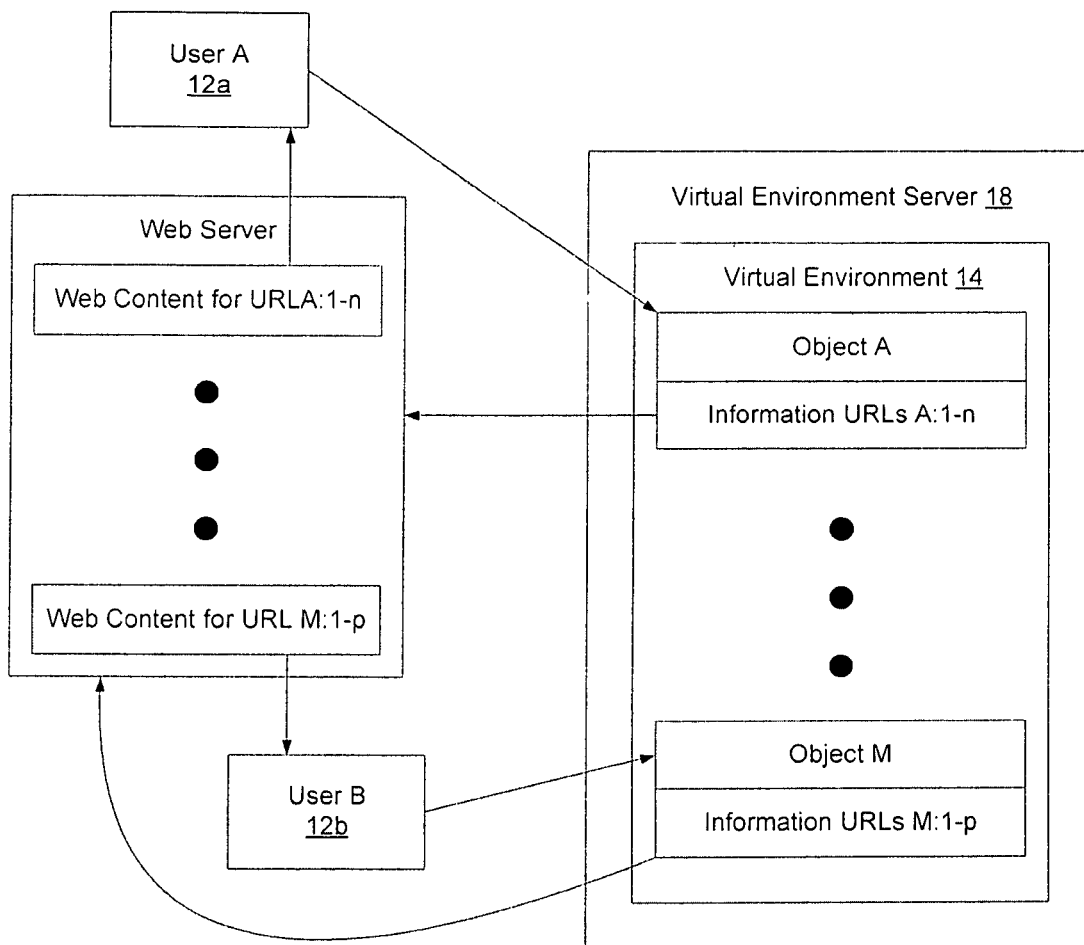 User A
12a
Web Server
Web Content for URLA:1-n
Web Content for URL M:1-p
User B
12b
Virtual Environment Server 18
Virtual Environment 14
Object A
Information URLs A:1-n
Object M
Information URLs M:1-p